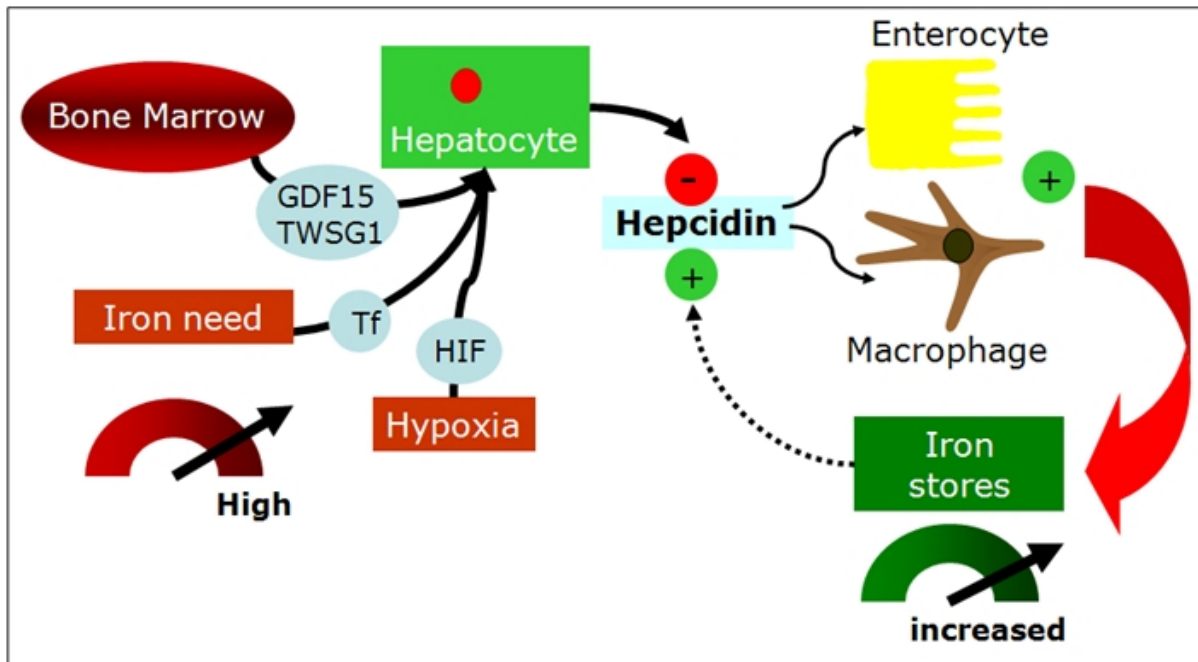 Enterocyte
Bone Marrow
Hepatocyte
GDF15
TWSG1
-
+
Hepcidin
+
Iron need
Tf
HIF
Macrophage
Hypoxia
Iron
stores
High
increased